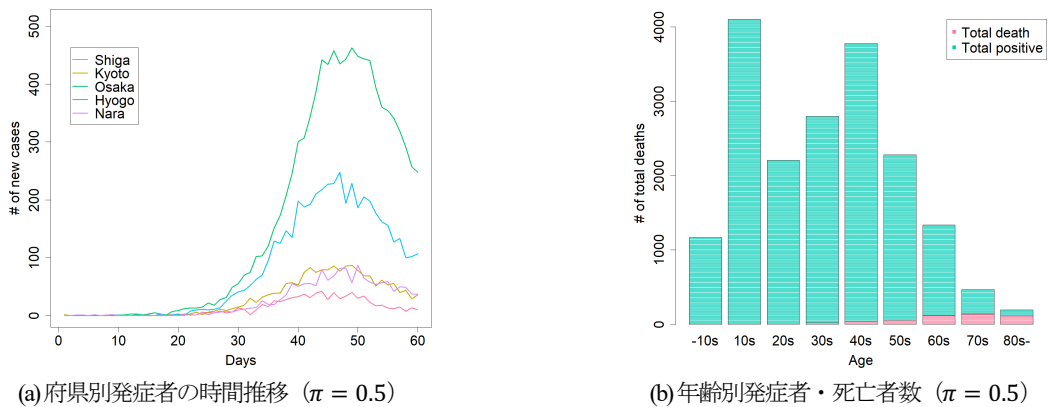 # of new cases
500
400
300
200
100
0
Shiga
Kyoto
Osaka
Hyogo
Nara
0 10 20 30 40 50 60
Days
(a) 府県別発症者の時間推移（π = 0.5）
# of total deaths
4000
3000
2000
1000
0
Total death
Total positive
-10s 10s 20s 30s 40s 50s 60s 70s 80s-
Age
(b) 年齢別発症者・死亡者数（π = 0.5）